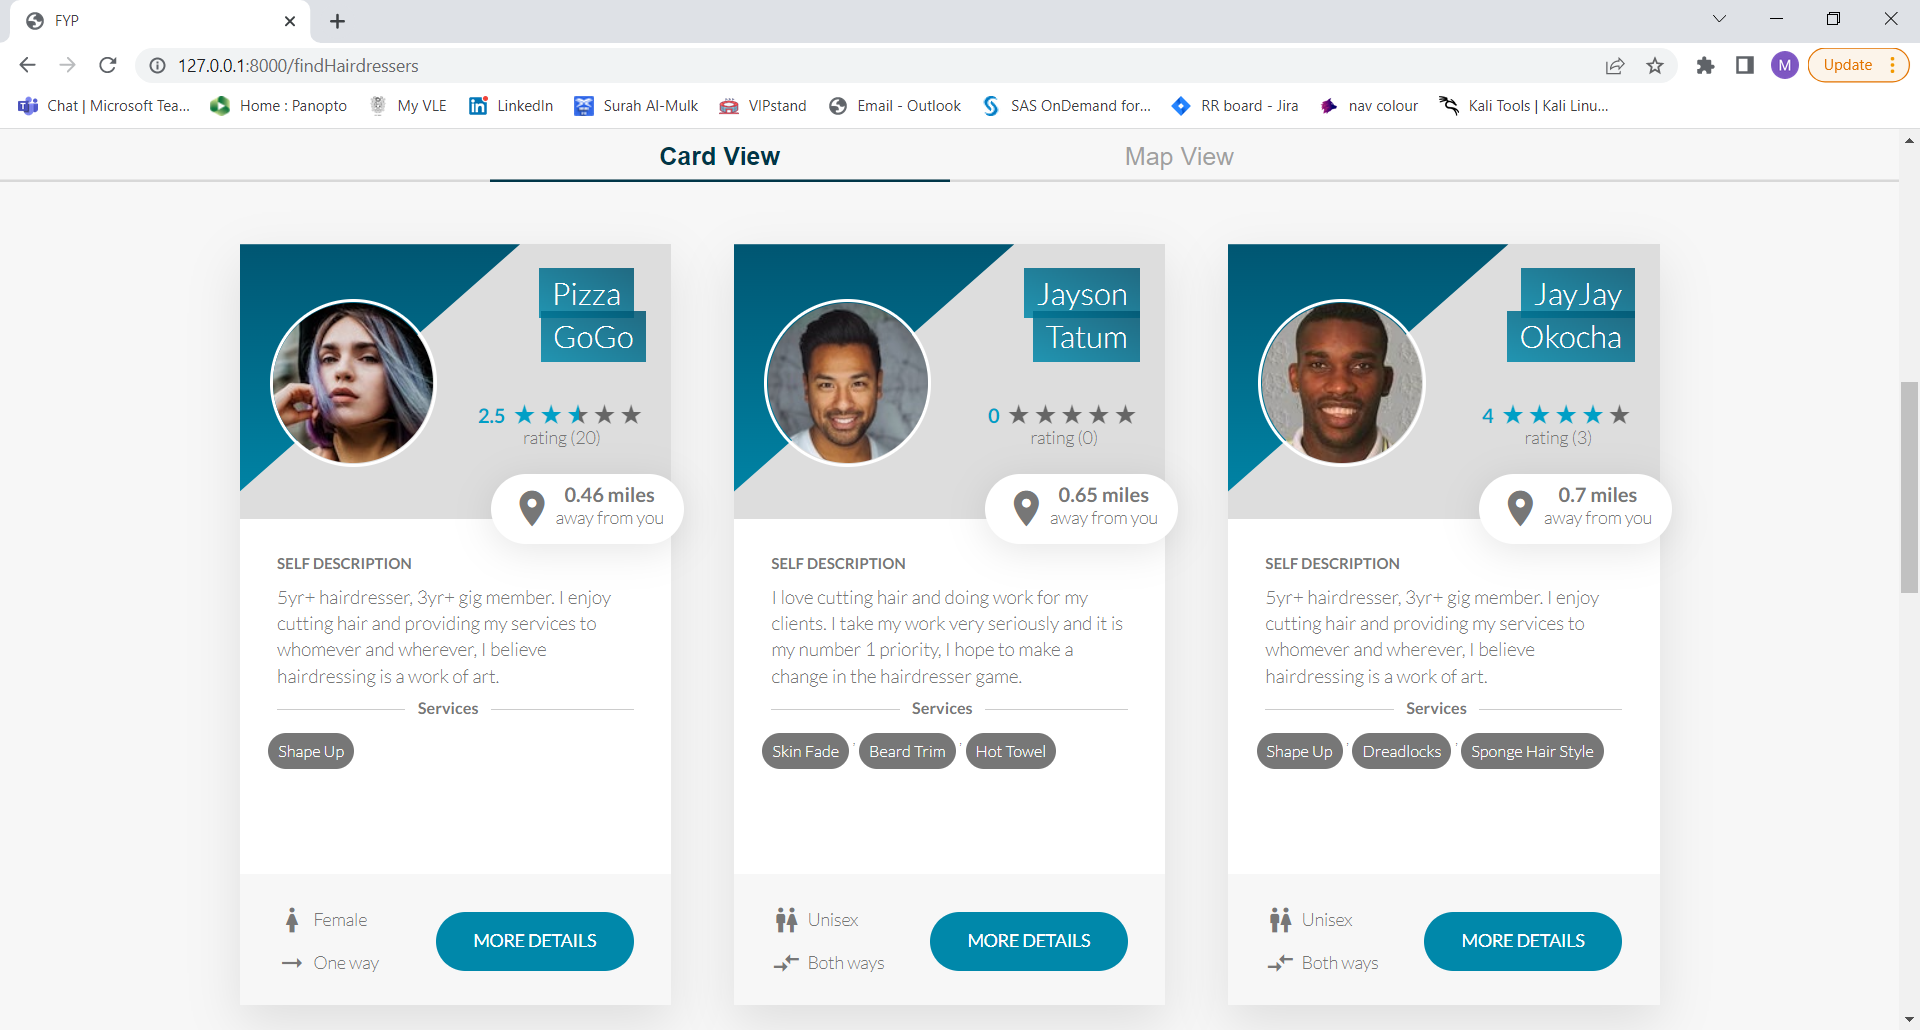 FYP
127.0.0.1:8000/findHairdressers
M
Update
Chat | Microsoft Tea... Home : Panopto My VLE LinkedIn Surah Al-Mulk VIPstand Email - Outlook SAS OnDemand for... RR board - Jira nav colour Kali Tools | Kali Linu...
Card View Map View
Pizza
GoGo
2.5
rating (20)
0.46 miles
away from you
SELF DESCRIPTION
5yr+ hairdresser, 3yr+ gig member. I enjoy
cutting hair and providing my services to
whomever and wherever, I believe
hairdressing is a work of art.
Services
Shape Up
Female
One way
MORE DETAILS
Jayson
Tatum
0
rating (0)
0.65 miles
away from you
SELF DESCRIPTION
I love cutting hair and doing work for my
clients. I take my work very seriously and it is
my number 1 priority, I hope to make a
change in the hairdresser game.
Services
Skin Fade , Beard Trim , Hot Towel
Unisex
Both ways
MORE DETAILS
JayJay
Okocha
4
rating (3)
0.7 miles
away from you
SELF DESCRIPTION
5yr+ hairdresser, 3yr+ gig member. I enjoy
cutting hair and providing my services to
whomever and wherever, I believe
hairdressing is a work of art.
Services
Shape Up , Dreadlocks , Sponge Hair Style
Unisex
Both ways
MORE DETAILS